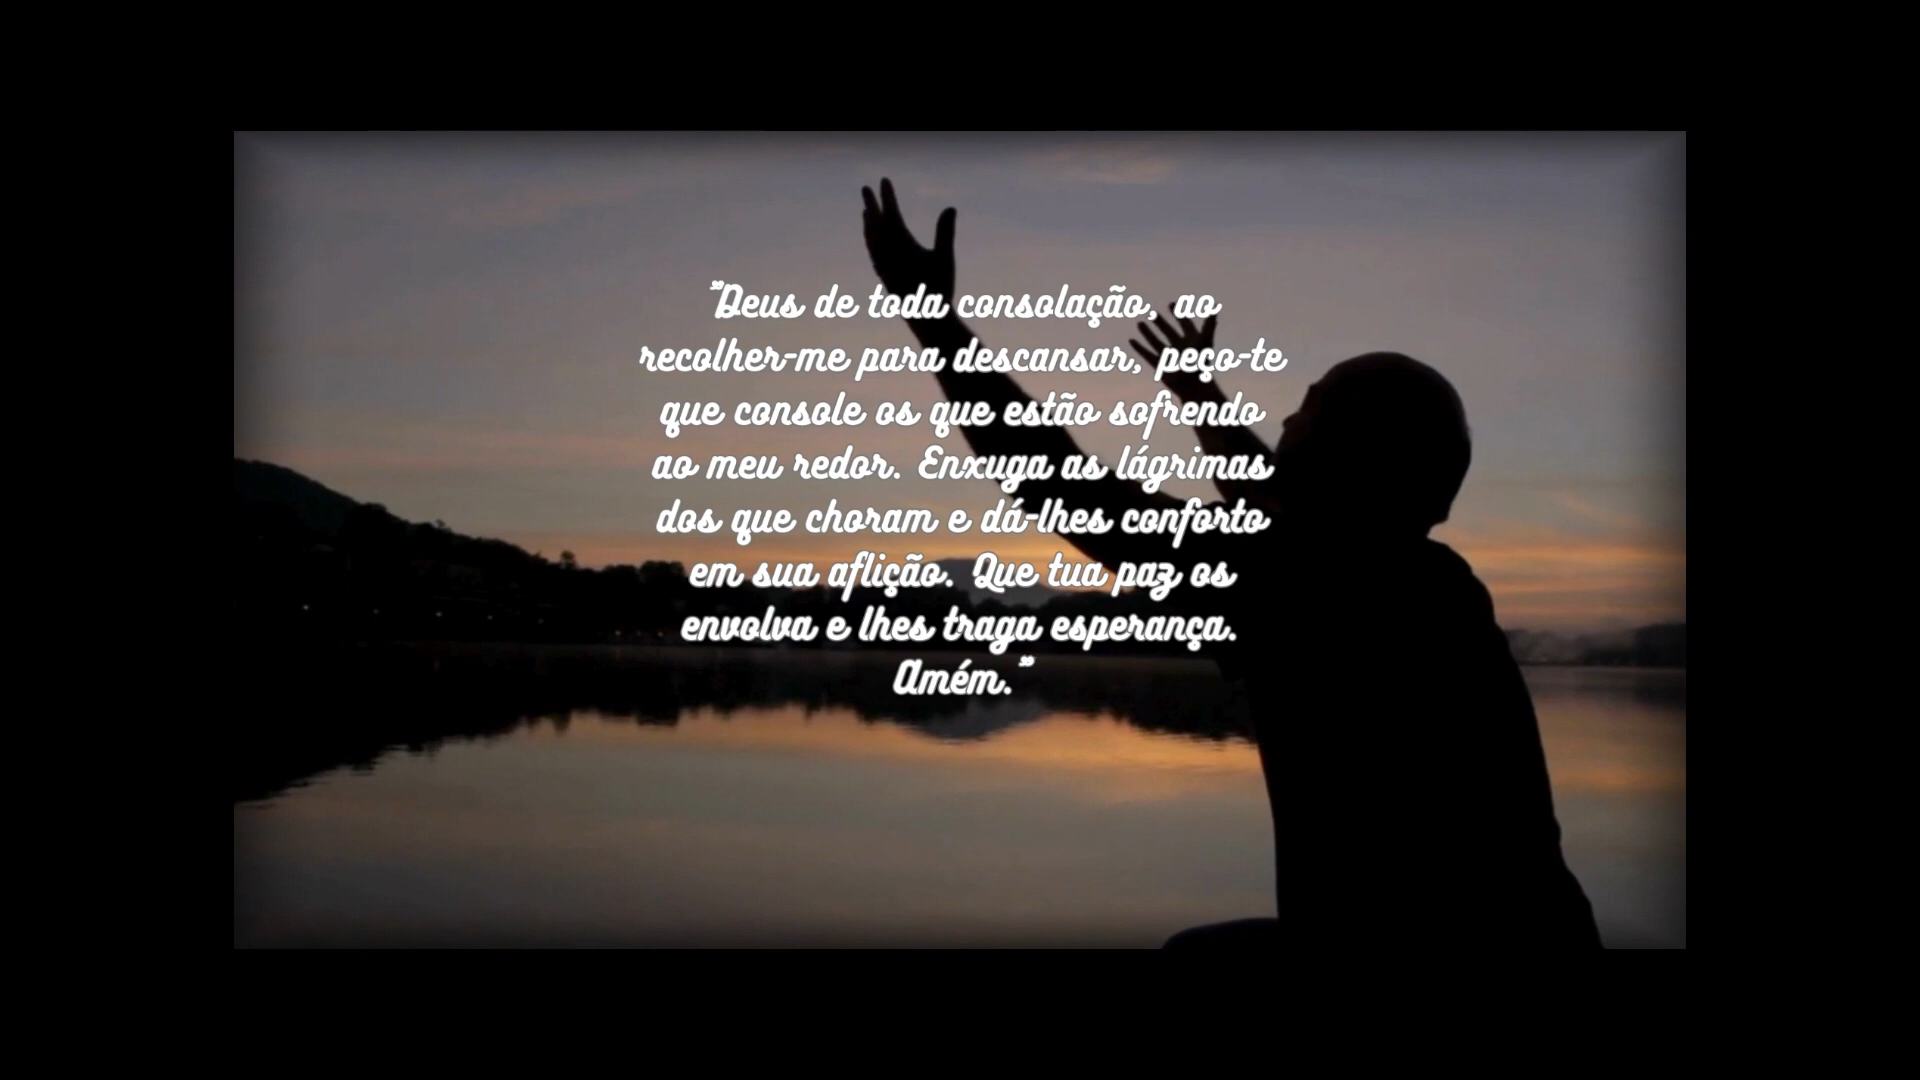 "Deus de toda consolação, ao
recolher-me para descansar, peço-te
que console os que estão sofrendo
ao meu redor. Enxuga as lágrimas
dos que choram e dá-lhes conforto
em sua aflição. Que tua paz os
envolva e lhes traga esperança.
Amém."